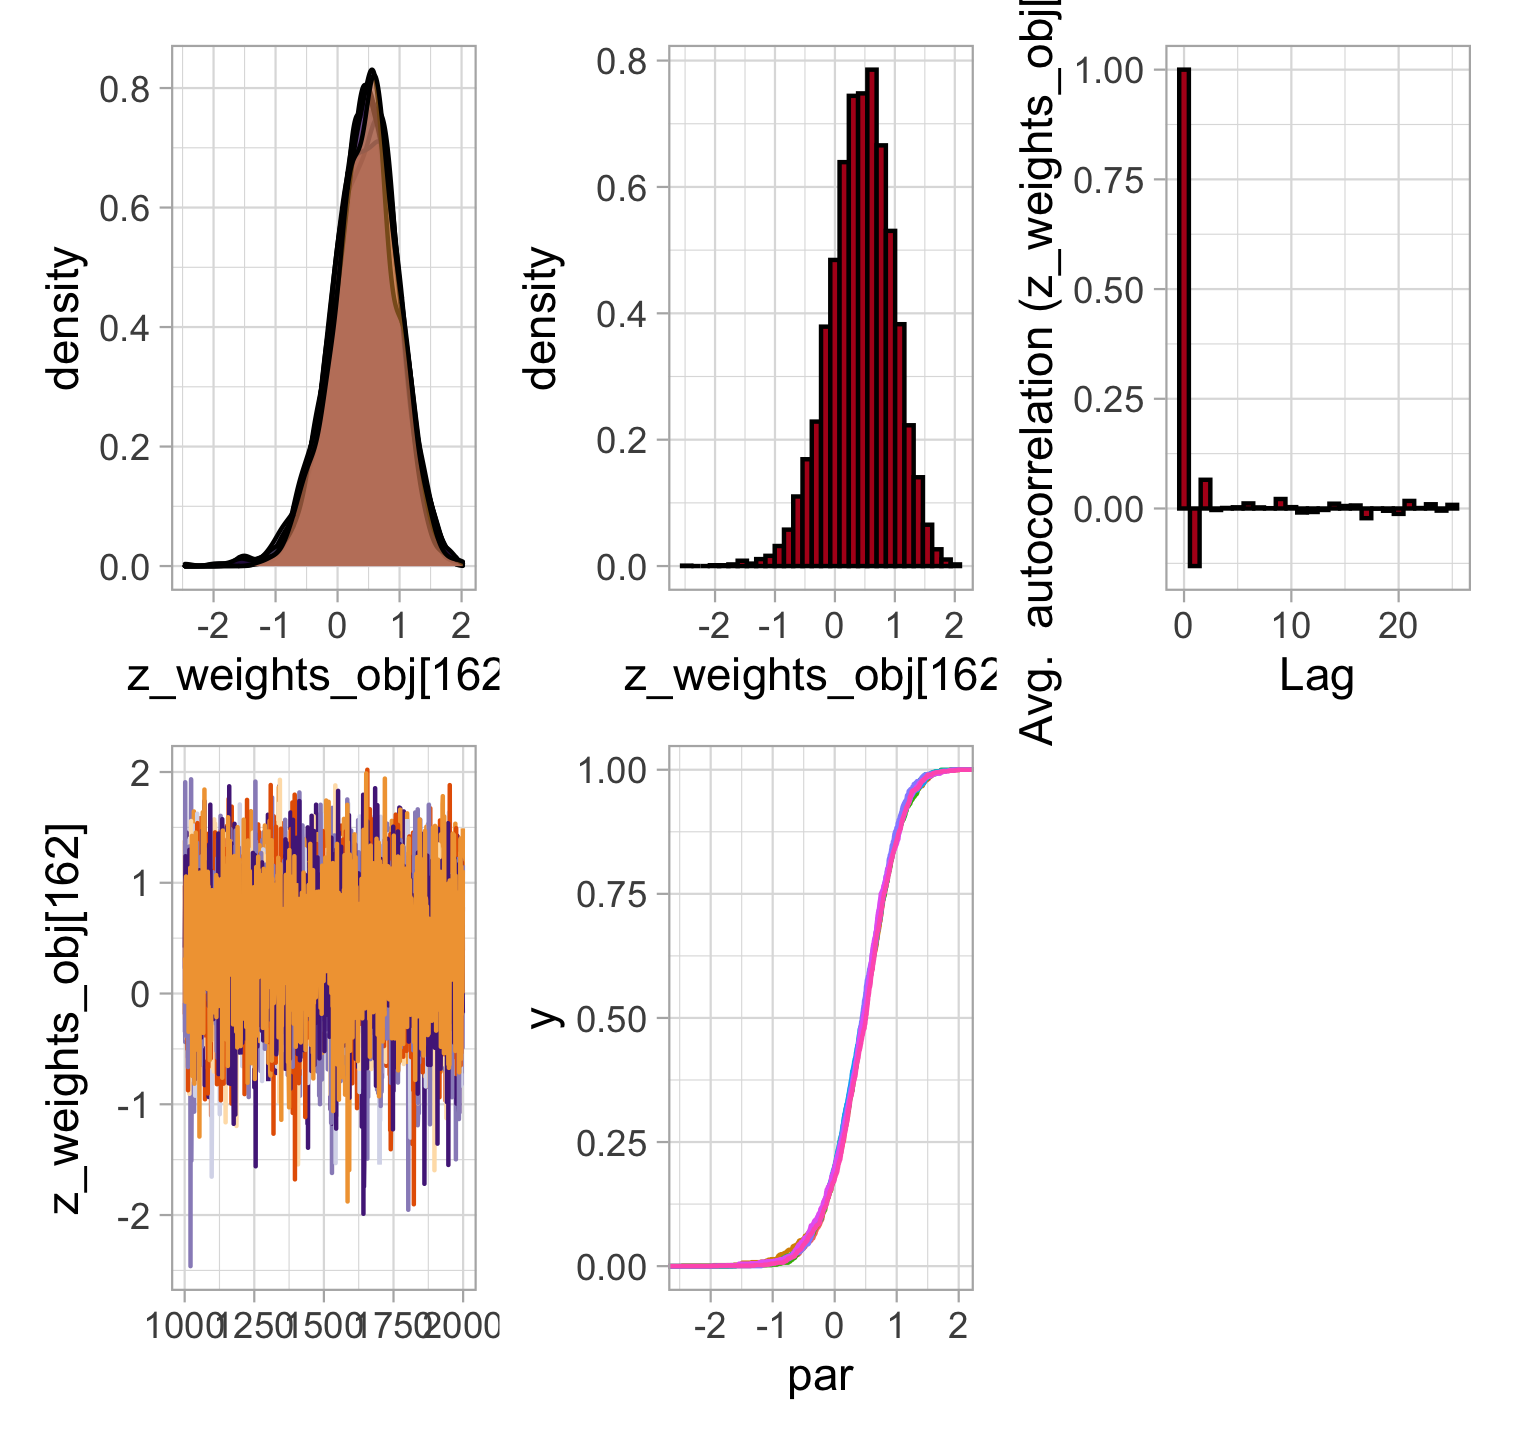 density
0.8
0.6
0.4
0.2
0.0
-2 -1 0 1 2
z_weights_obj[162
density
0.8
0.6
0.4
0.2
0.0
-2 -1 0 1 2
z_weights_obj[162
Avg. autocorrelation (z_weights_obj[
1.00
0.75
0.50
0.25
0.00
0 10 20
Lag
z_weights_obj[162]
2
1
0
-1
-2
1000 1250 1500 1750 2000
y
1.00
0.75
0.50
0.25
0.00
-2 -1 0 1 2
par